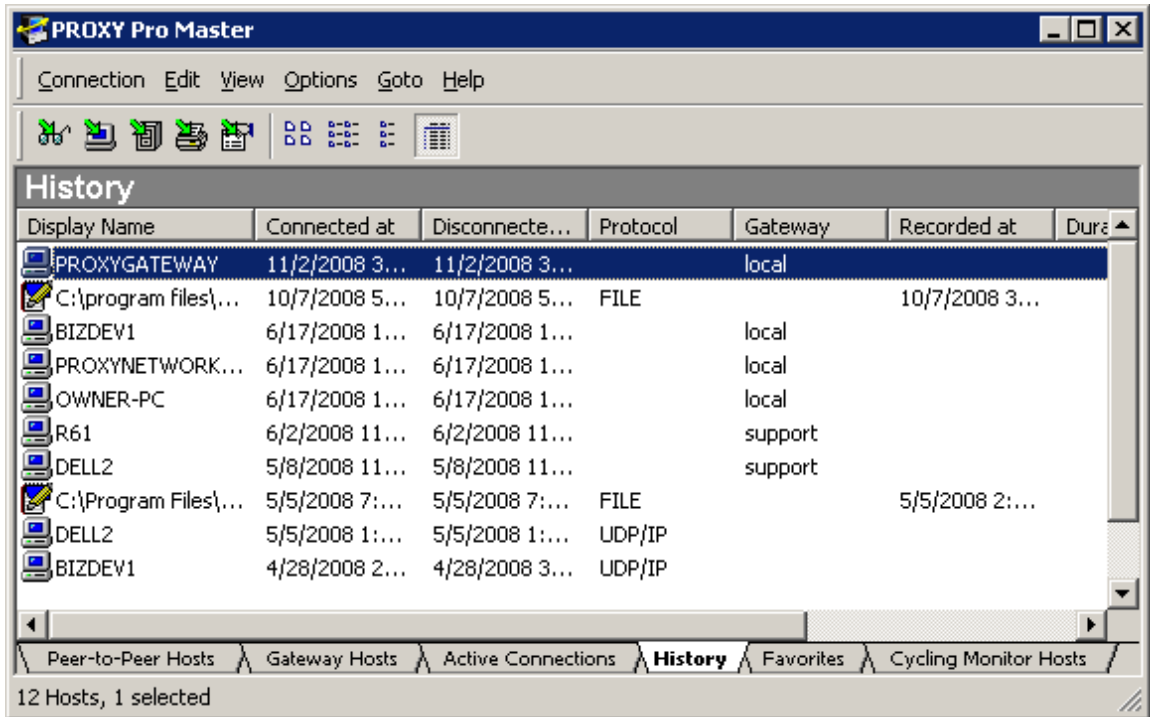 PROXY Pro Master
Connection Edit View Options Goto Help
History
Display Name Connected at Disconnecte... Protocol Gateway Recorded at Dura
PROXYGATEWAY 11/2/2008 3... 11/2/2008 3... local
C:\program files\... 10/7/2008 5... 10/7/2008 5... FILE 10/7/2008 3...
BIZDEV1 6/17/2008 1... 6/17/2008 1... local
PROXYNETWORK... 6/17/2008 1... 6/17/2008 1... local
OWNER-PC 6/17/2008 1... 6/17/2008 1... local
R61 6/2/2008 11... 6/2/2008 11... support
DELL2 5/8/2008 11... 5/8/2008 11... support
C:\Program Files\... 5/5/2008 7:... 5/5/2008 7:... FILE 5/5/2008 2:...
DELL2 5/5/2008 1:... 5/5/2008 1:... UDP/IP
BIZDEV1 4/28/2008 2... 4/28/2008 3... UDP/IP
Peer-to-Peer Hosts Gateway Hosts Active Connections History Favorites Cycling Monitor Hosts
12 Hosts, 1 selected